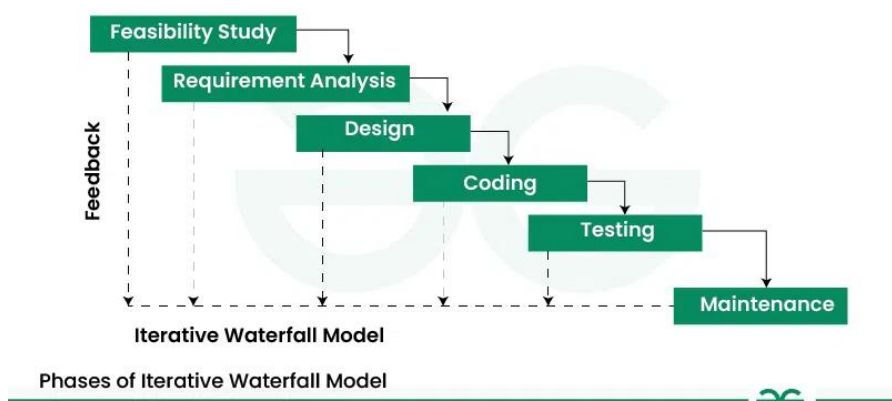 Feasibility Study
Requirement Analysis
Design
Feedback
Coding
Testing
Maintenance
Iterative Waterfall Model
Phases of Iterative Waterfall Model